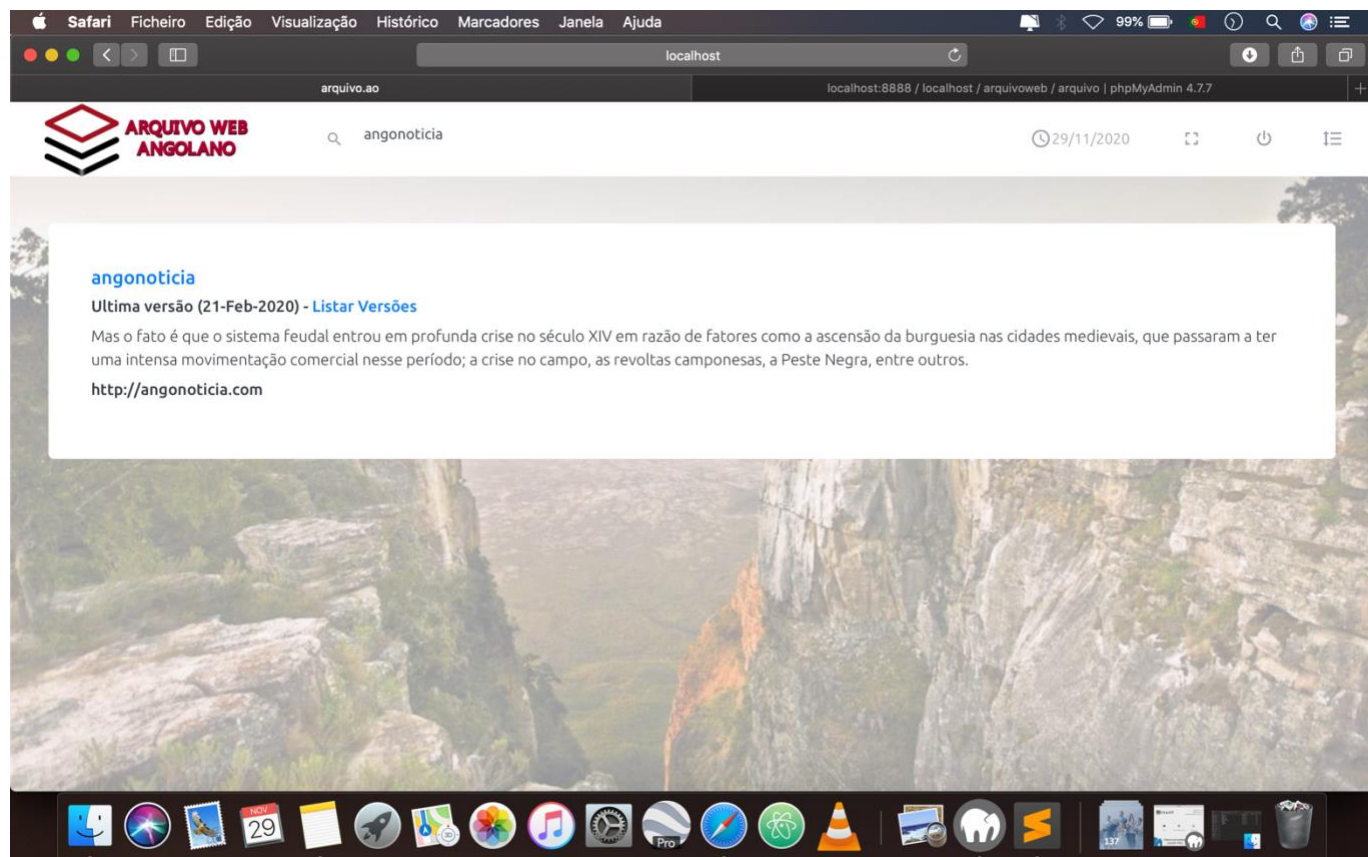 Safari Ficheiro Edição Visualização Histórico Marcadores Janela Ajuda
99%
localhost
arquivo.ao
localhost:8888 / localhost / arquivoweb / arquivo | phpMyAdmin 4.7.7
ARQUIVO WEB
ANGOLANO
angonoticia
29/11/2020
angonoticia
Ultima versão (21-Feb-2020) - Listar Versões
Mas o fato é que o sistema feudal entrou em profunda crise no século XIV em razão de fatores como a ascensão da burguesia nas cidades medievais, que passaram a ter
uma intensa movimentação comercial nesse período; a crise no campo, as revoltas camponesas, a Peste Negra, entre outros.
http://angonoticia.com
NOV
29
Pro
137